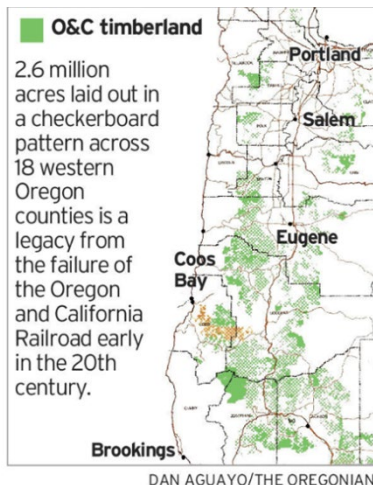 O&C timberland
2.6 million
acres laid out in
a checkerboard
pattern across
18 western
Oregon
counties is a
legacy from
the failure of
the Oregon
and California
Railroad early
in the 20th
century.
Portland
Salem
Eugene
Coos
Bay
Brookings
DAN AGUAYO/THE OREGONIAN